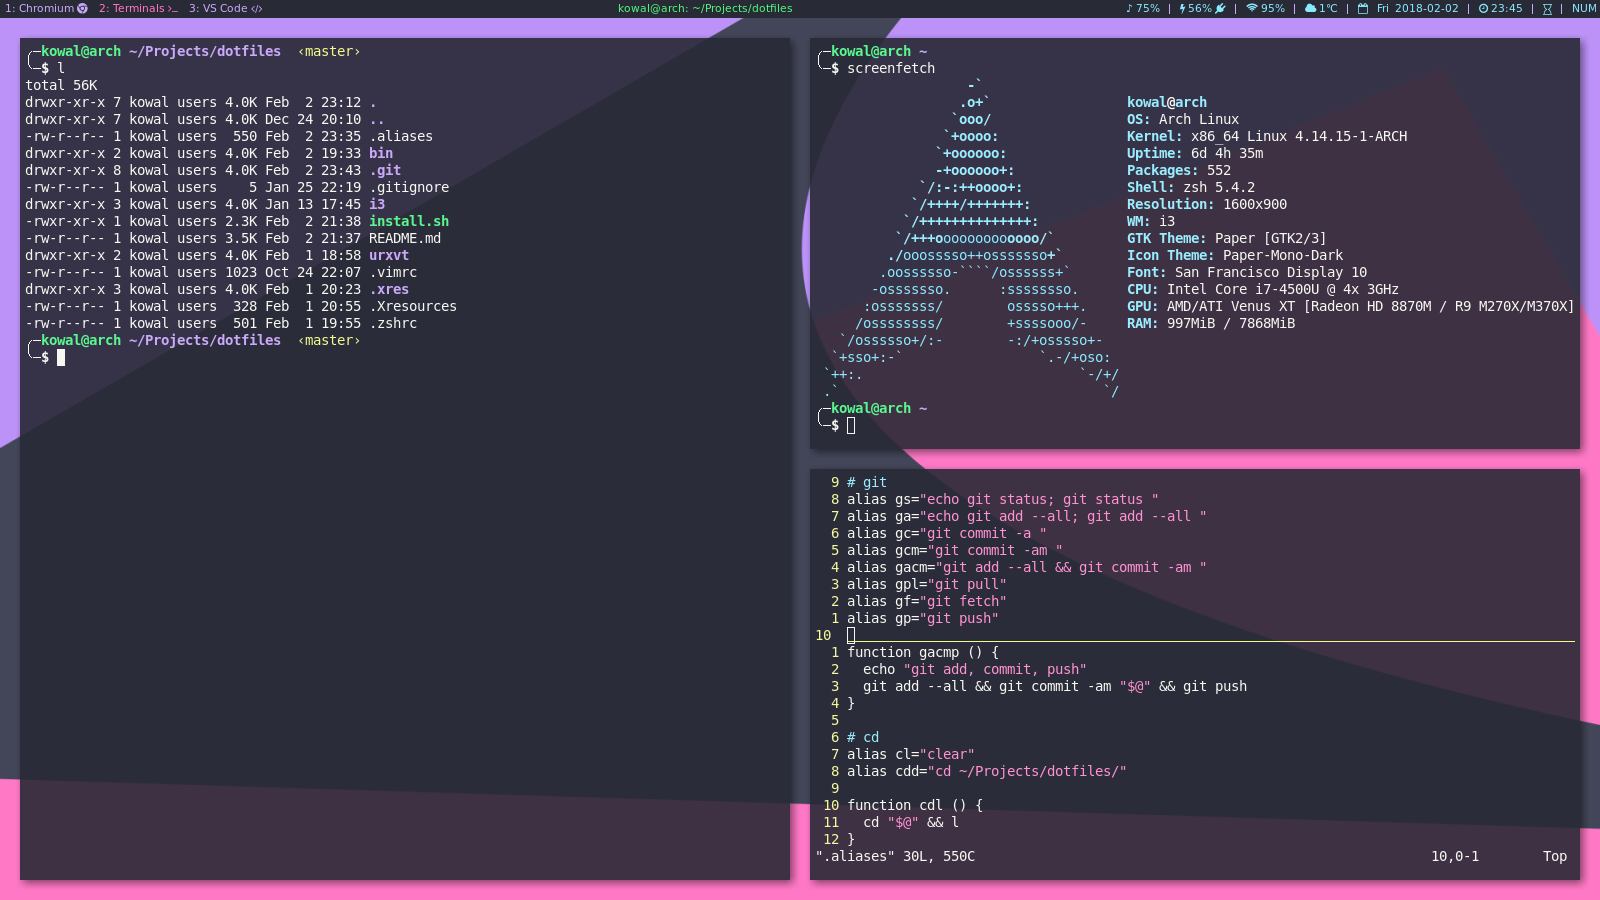 1: Chromium 2: Terminals >_ 3: VS Code </> kowal@arch: ~/Projects/dotfiles ♪ 75% | 56% | 95% | 1°C | Fri 2018-02-02 | 23:45 | | NUM
╭─kowal@arch ~/Projects/dotfiles ‹master›
╰─$ l
total 56K
drwxr-xr-x 7 kowal users 4.0K Feb  2 23:12 .
drwxr-xr-x 7 kowal users 4.0K Dec 24 20:10 ..
-rw-r--r-- 1 kowal users  550 Feb  2 23:35 .aliases
drwxr-xr-x 2 kowal users 4.0K Feb  2 19:33 bin
drwxr-xr-x 8 kowal users 4.0K Feb  2 23:43 .git
-rw-r--r-- 1 kowal users    5 Jan 25 22:19 .gitignore
drwxr-xr-x 3 kowal users 4.0K Jan 13 17:45 i3
-rwxr-xr-x 1 kowal users 2.3K Feb  2 21:38 install.sh
-rw-r--r-- 1 kowal users 3.5K Feb  2 21:37 README.md
drwxr-xr-x 2 kowal users 4.0K Feb  1 18:58 urxvt
-rw-r--r-- 1 kowal users 1023 Oct 24 22:07 .vimrc
drwxr-xr-x 3 kowal users 4.0K Feb  1 20:23 .xres
-rw-r--r-- 1 kowal users  328 Feb  1 20:55 .Xresources
-rw-r--r-- 1 kowal users  501 Feb  1 19:55 .zshrc
╭─kowal@arch ~/Projects/dotfiles ‹master›
╰─$
╭─kowal@arch ~
╰─$ screenfetch
-`
.o+` kowal@arch
`ooo/ OS: Arch Linux
`+oooo: Kernel: x86_64 Linux 4.14.15-1-ARCH
`+oooooo: Uptime: 6d 4h 35m
-+oooooo+: Packages: 552
`/:-:++oooo+: Shell: zsh 5.4.2
`/++++/+++++++: Resolution: 1600x900
`/++++++++++++++: WM: i3
`/+++ooooooooooooo/` GTK Theme: Paper [GTK2/3]
./ooosssso++osssssso+` Icon Theme: Paper-Mono-Dark
.oossssso-````/ossssss+` Font: San Francisco Display 10
-osssssso. :ssssssso. CPU: Intel Core i7-4500U @ 4x 3GHz
:osssssss/ osssso+++. GPU: AMD/ATI Venus XT [Radeon HD 8870M / R9 M270X/M370X]
/ossssssss/ +ssssooo/- RAM: 997MiB / 7868MiB
`/ossssso+/:- -:/+osssso+-
`+sso+:-` `.-/+oso:
`++:. `-/+/
.` `/
╭─kowal@arch ~
╰─$
9 # git
8 alias gs="echo git status; git status "
7 alias ga="echo git add --all; git add --all "
6 alias gc="git commit -a "
5 alias gcm="git commit -am "
4 alias gacm="git add --all && git commit -am "
3 alias gpl="git pull"
2 alias gf="git fetch"
1 alias gp="git push"
10
1 function gacmp () {
2   echo "git add, commit, push"
3   git add --all && git commit -am "$@" && git push
4 }
5
6 # cd
7 alias cl="clear"
8 alias cdd="cd ~/Projects/dotfiles/"
9
10 function cdl () {
11   cd "$@" && l
12 }
".aliases" 30L, 550C 10,0-1 Top